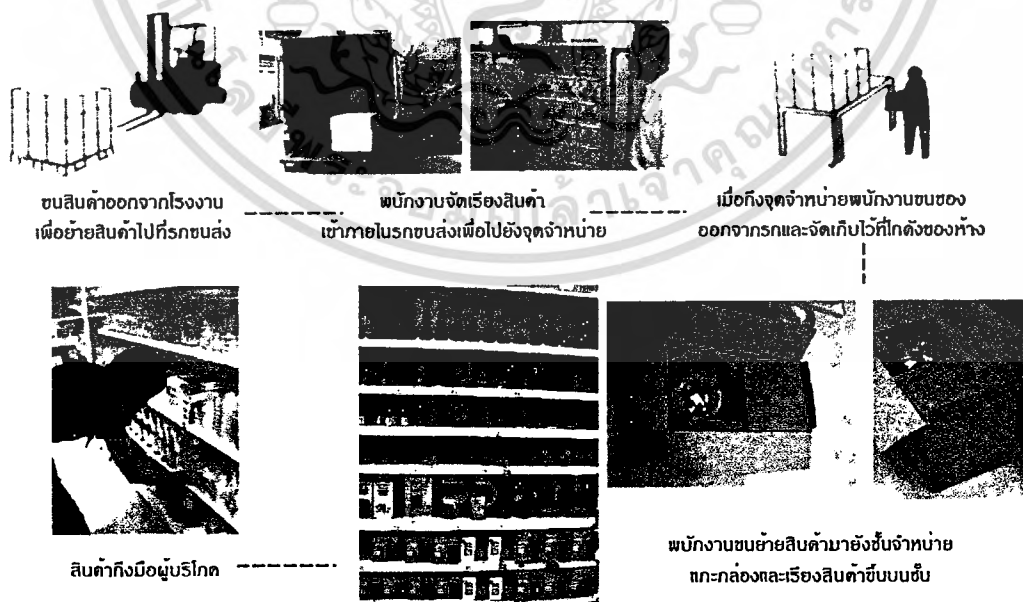 ขนสินค้าออกจากโรงงาน
เพื่อย้ายสินค้าไปที่รถขนส่ง
พนักงานจัดเรียงสินค้า
เข้าภายในรถขนส่งเพื่อไปยังจุดจำหน่าย
เมื่อถึงจุดจำหน่ายพนักงานขนของ
ออกจากรถและจัดเก็บไว้ที่โกดังของห้าง
พนักงานขนย้ายสินค้ามายังชั้นจำหน่าย
แกะกล่องและเรียงสินค้าขึ้นบนชั้น
สินค้าถึงมือผู้บริโภค